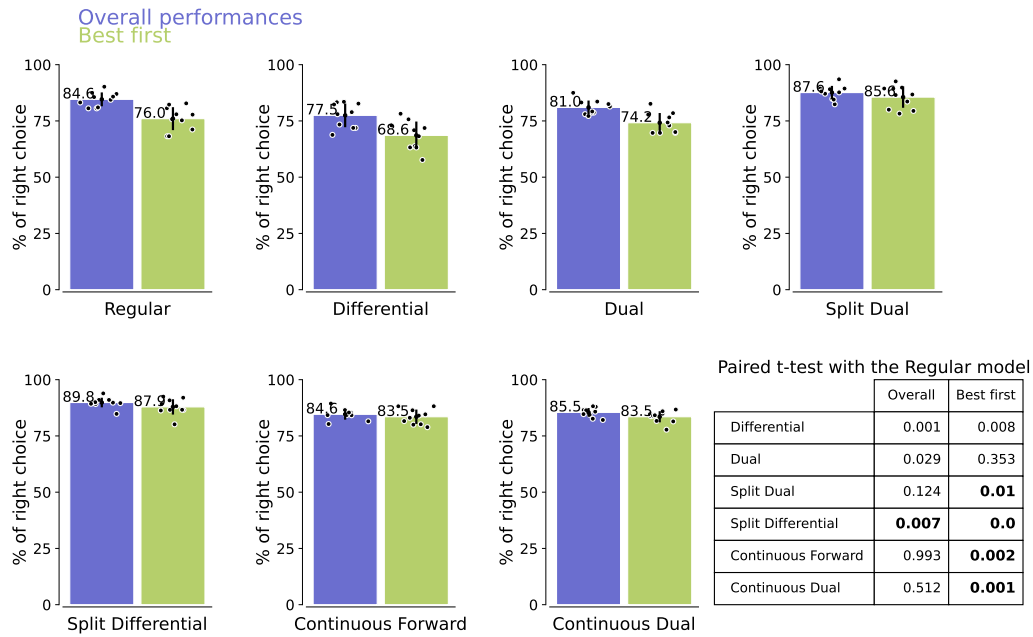 Overall performances
Best first
100
75
50
25
0
% of right choice
84.6
76.0
Regular
100
75
50
25
0
% of right choice
77.5
68.6
Differential
100
75
50
25
0
% of right choice
81.0
74.2
Dual
100
75
50
25
0
% of right choice
87.6
85.6
Split Dual
100
75
50
25
0
% of right choice
89.8
87.9
Split Differential
100
75
50
25
0
% of right choice
84.6
83.5
Continuous Forward
100
75
50
25
0
% of right choice
85.5
83.5
Continuous Dual
Paired t-test with the Regular model
Overall Best first
Differential 0.001 0.008
Dual 0.029 0.353
Split Dual 0.124 0.01
Split Differential 0.007 0.0
Continuous Forward 0.993 0.002
Continuous Dual 0.512 0.001